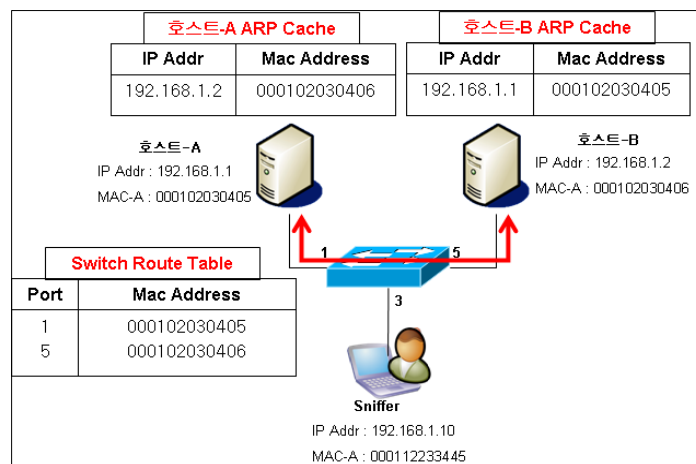 호스트-A ARP Cache
IP Addr Mac Address
192.168.1.2 000102030406
호스트-B ARP Cache
IP Addr Mac Address
192.168.1.1 000102030405
호스트-A
IP Addr : 192.168.1.1
MAC-A : 000102030405
호스트-B
IP Addr : 192.168.1.2
MAC-A : 000102030406
1
5
3
Switch Route Table
Port Mac Address
1 000102030405
5 000102030406
Sniffer
IP Addr : 192.168.1.10
MAC-A : 000112233445